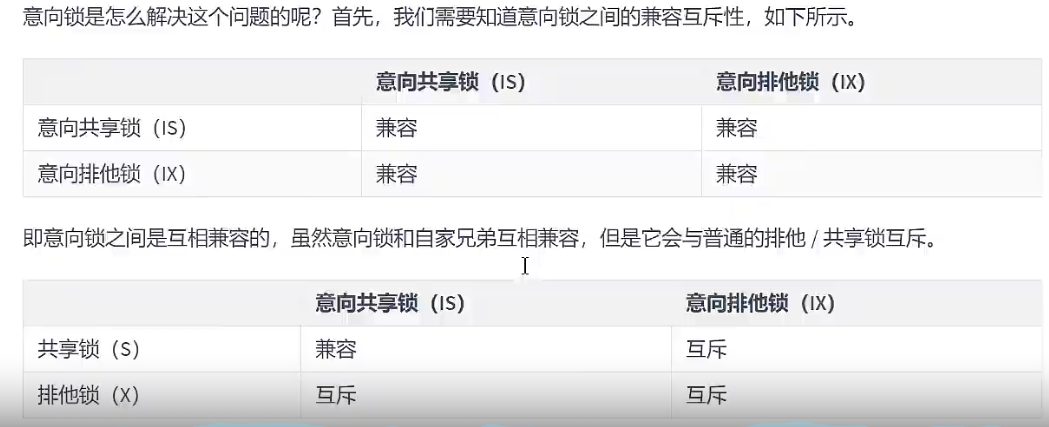 意向锁是怎么解决这个问题的呢？首先，我们需要知道意向锁之间的兼容互斥性，如下所示。
意向共享锁（IS） 意向排他锁（IX）
意向共享锁（IS） 兼容 兼容
意向排他锁（IX） 兼容 兼容
即意向锁之间是互相兼容的，虽然意向锁和自家兄弟互相兼容，但是它会与普通的排他 / 共享锁互斥。
意向共享锁（IS） 意向排他锁（IX）
共享锁（S） 兼容 互斥
排他锁（X） 互斥 互斥